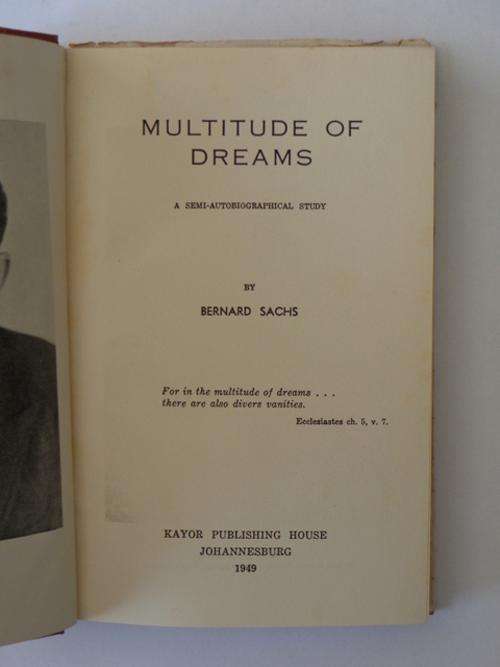 MULTITUDE OF
DREAMS
A SEMI-AUTOBIOGRAPHICAL STUDY
BY
BERNARD SACHS
For in the multitude of dreams . . .
there are also divers vanities.
Ecclesiastes ch. 5, v. 7.
KAYOR PUBLISHING HOUSE
JOHANNESBURG
1949